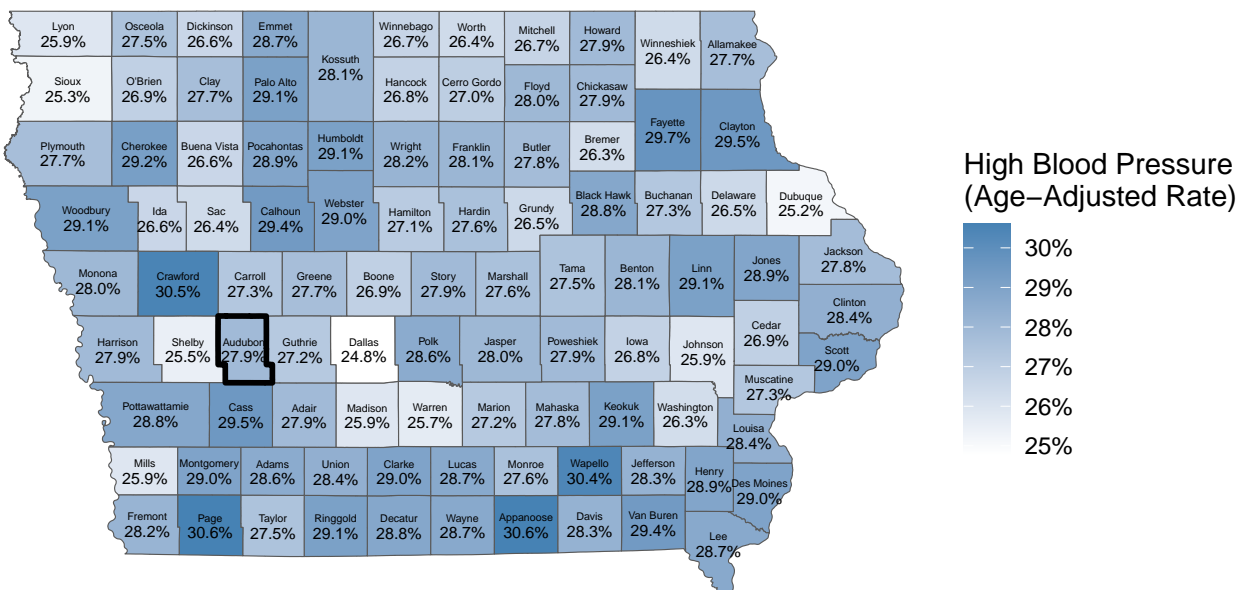 Lyon
25.9%
Osceola
27.5%
Dickinson
26.6%
Emmet
28.7%
Kossuth
28.1%
Winnebago
26.7%
Worth
26.4%
Mitchell
26.7%
Howard
27.9%
Winneshiek
26.4%
Allamakee
27.7%
Sioux
25.3%
O'Brien
26.9%
Clay
27.7%
Palo Alto
29.1%
Hancock
26.8%
Cerro Gordo
27.0%
Floyd
28.0%
Chickasaw
27.9%
Fayette
29.7%
Clayton
29.5%
Plymouth
27.7%
Cherokee
29.2%
Buena Vista
26.6%
Pocahontas
28.9%
Humboldt
29.1%
Wright
28.2%
Franklin
28.1%
Butler
27.8%
Bremer
26.3%
Woodbury
29.1%
Ida
26.6%
Sac
26.4%
Calhoun
29.4%
Webster
29.0%
Hamilton
27.1%
Hardin
27.6%
Grundy
26.5%
Black Hawk
28.8%
Buchanan
27.3%
Delaware
26.5%
Dubuque
25.2%
Monona
28.0%
Crawford
30.5%
Carroll
27.3%
Greene
27.7%
Boone
26.9%
Story
27.9%
Marshall
27.6%
Tama
27.5%
Benton
28.1%
Linn
29.1%
Jones
28.9%
Jackson
27.8%
Clinton
28.4%
Harrison
27.9%
Shelby
25.5%
Audubon
27.9%
Guthrie
27.2%
Dallas
24.8%
Polk
28.6%
Jasper
28.0%
Poweshiek
27.9%
Iowa
26.8%
Johnson
25.9%
Cedar
26.9%
Scott
29.0%
Muscatine
27.3%
Pottawattamie
28.8%
Cass
29.5%
Adair
27.9%
Madison
25.9%
Warren
25.7%
Marion
27.2%
Mahaska
27.8%
Keokuk
29.1%
Washington
26.3%
Louisa
28.4%
Mills
25.9%
Montgomery
29.0%
Adams
28.6%
Union
28.4%
Clarke
29.0%
Lucas
28.7%
Monroe
27.6%
Wapello
30.4%
Jefferson
28.3%
Henry
28.9%
Des Moines
29.0%
Fremont
28.2%
Page
30.6%
Taylor
27.5%
Ringgold
29.1%
Decatur
28.8%
Wayne
28.7%
Appanoose
30.6%
Davis
28.3%
Van Buren
29.4%
Lee
28.7%
High Blood Pressure
(Age−Adjusted Rate)
30%
29%
28%
27%
26%
25%